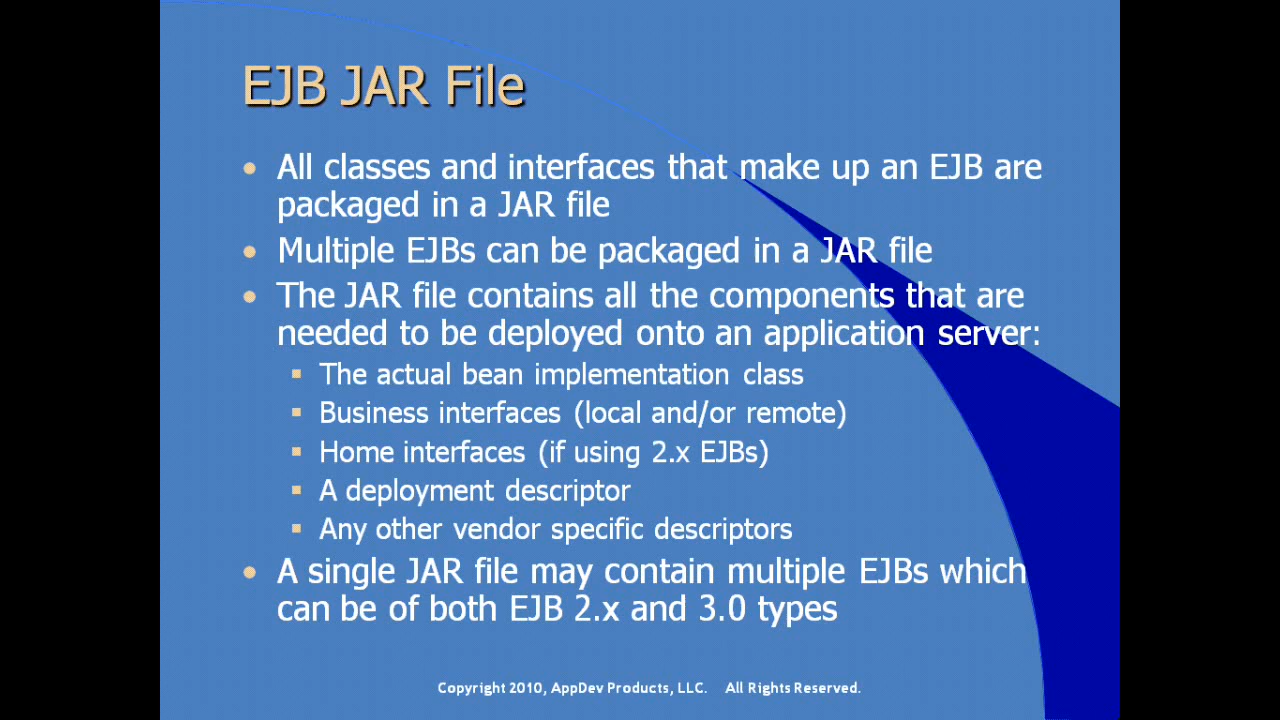 EJB JAR File
All classes and interfaces that make up an EJB are
packaged in a JAR file
Multiple EJBs can be packaged in a JAR file
The JAR file contains all the components that are
needed to be deployed onto an application server:
The actual bean implementation class
Business interfaces (local and/or remote)
Home interfaces (if using 2.x EJBs)
A deployment descriptor
Any other vendor specific descriptors
A single JAR file may contain multiple EJBs which
can be of both EJB 2.x and 3.0 types
Copyright 2010, AppDev Products, LLC. All Rights Reserved.